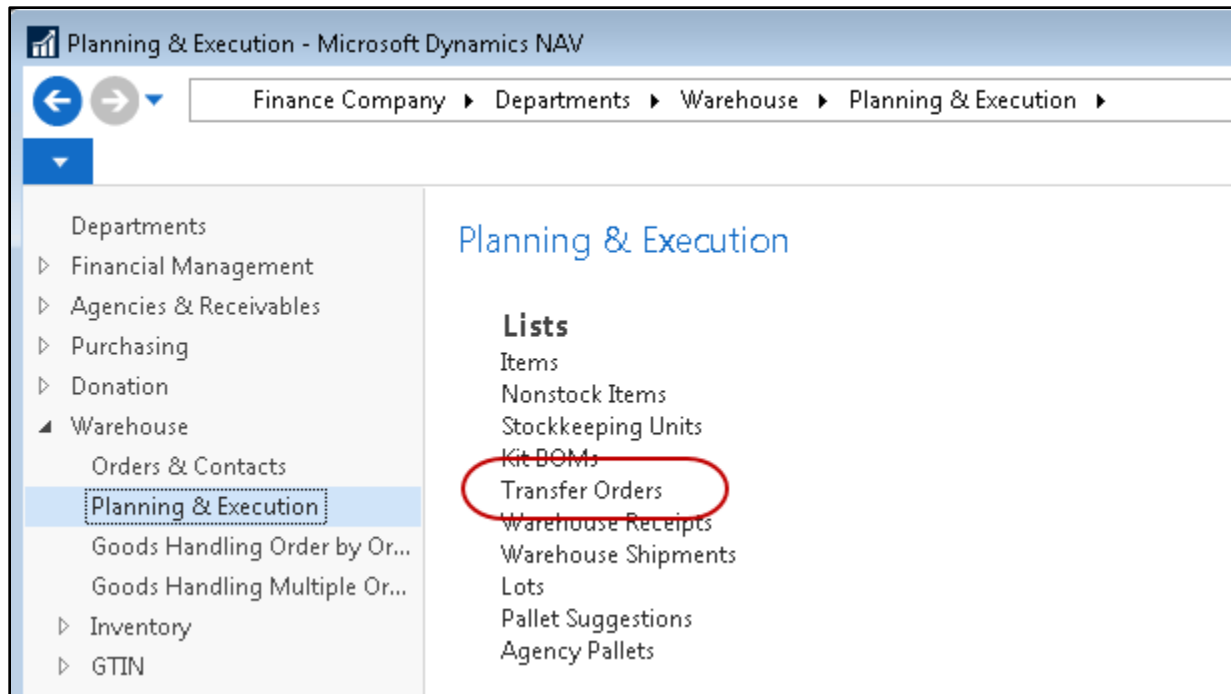 Planning & Execution - Microsoft Dynamics NAV
Finance Company ▸ Departments ▸ Warehouse ▸ Planning & Execution ▸
Departments
Financial Management
Agencies & Receivables
Purchasing
Donation
Warehouse
Orders & Contacts
Planning & Execution
Goods Handling Order by Or...
Goods Handling Multiple Or...
Inventory
GTIN
Planning & Execution
Lists
Items
Nonstock Items
Stockkeeping Units
Kit BOMs
Transfer Orders
Warehouse Receipts
Warehouse Shipments
Lots
Pallet Suggestions
Agency Pallets